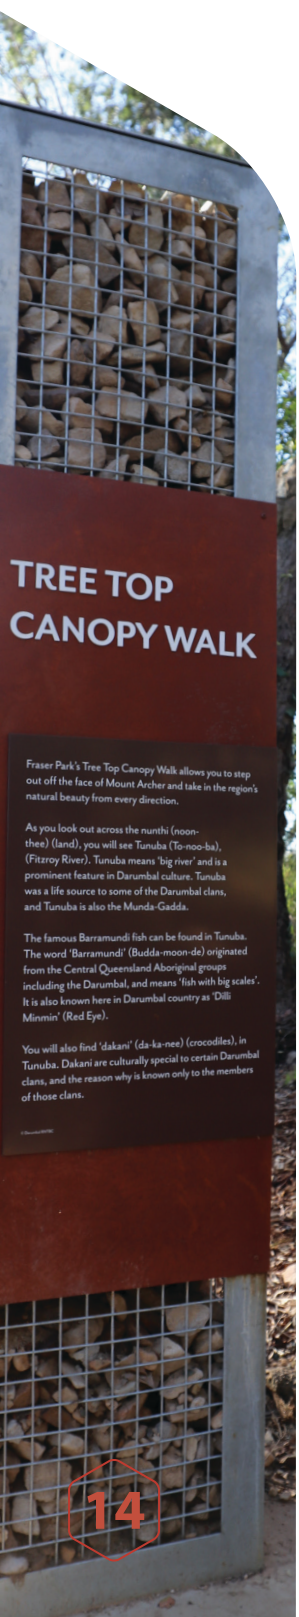 TREE TOP
CANOPY WALK
Fraser Park's Tree Top Canopy Walk allows you to step
out off the face of Mount Archer and take in the region's
natural beauty from every direction.
As you look out across the nunthi (noon-
thee) (land), you will see Tunuba (To-noo-ba),
(Fitzroy River). Tunuba means 'big river' and is a
prominent feature in Darumbal culture. Tunuba
was a life source to some of the Darumbal clans,
and Tunuba is also the Munda-Gadda.
The famous Barramundi fish can be found in Tunuba.
The word 'Barramundi' (Budda-moon-de) originated
from the Central Queensland Aboriginal groups
including the Darumbal, and means 'fish with big scales'.
It is also known here in Darumbal country as 'Dilli
Minmin' (Red Eye).
You will also find 'dakani' (da-ka-nee) (crocodiles), in
Tunuba. Dakani are culturally special to certain Darumbal
clans, and the reason why is known only to the members
of those clans.
14